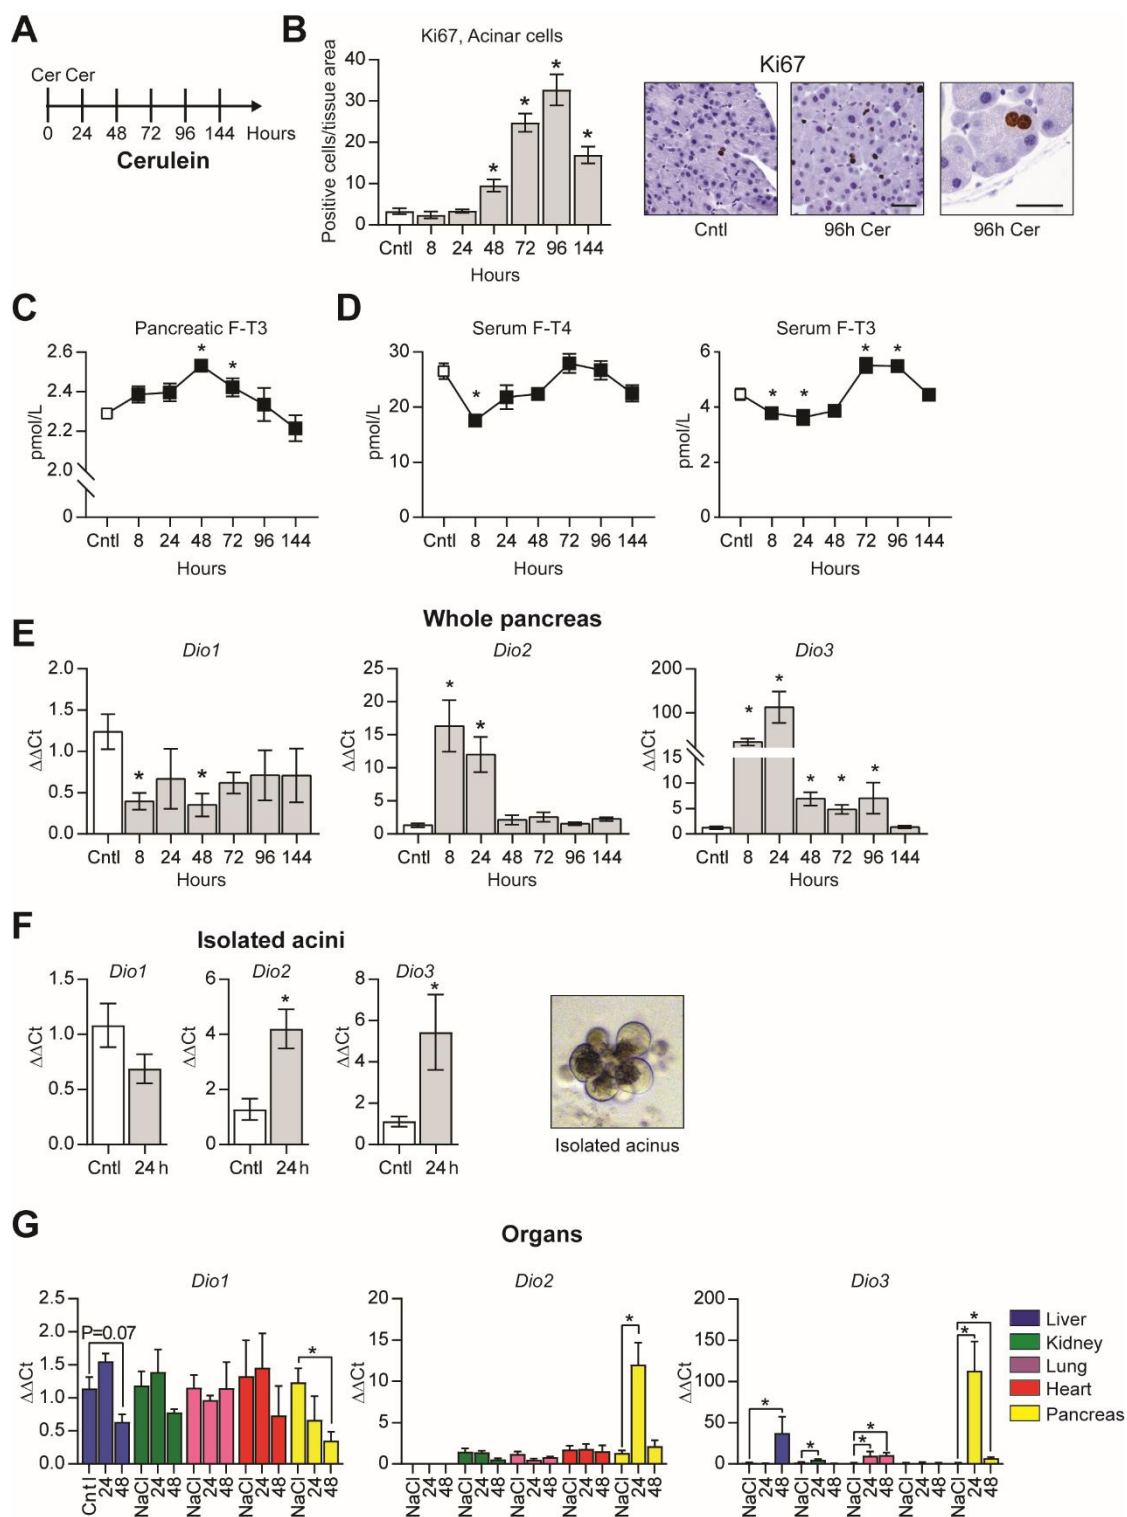 A
Cer Cer
0 24 48 72 96 144 Hours
Cerulein
B
Ki67, Acinar cells
Positive cells/tissue area
40
30
20
10
0
Cntl 8 24 48 72 96 144
Hours
* * * *
Ki67
Cntl 96h Cer 96h Cer
C
Pancreatic F-T3
pmol/L
2.6
2.4
2.2
2.0
0
* *
Cntl 8 24 48 72 96 144
Hours
D
Serum F-T4
pmol/L
30
20
10
0
*
Cntl 8 24 48 72 96 144
Hours
Serum F-T3
pmol/L
6
4
2
0
* * * *
Cntl 8 24 48 72 96 144
Hours
E
Whole pancreas
Dio1
ΔΔCt
2.0
1.5
1.0
0.5
0.0
* *
Cntl 8 24 48 72 96 144
Hours
Dio2
ΔΔCt
25
20
15
10
5
0
* *
Cntl 8 24 48 72 96 144
Hours
Dio3
ΔΔCt
200
100
15
10
5
0
* * * * *
Cntl 8 24 48 72 96 144
Hours
F
Isolated acini
Dio1
ΔΔCt
1.5
1.0
0.5
0.0
Cntl 24 h
Dio2
ΔΔCt
6
4
2
0
*
Cntl 24 h
Dio3
ΔΔCt
8
6
4
2
0
*
Cntl 24 h
Isolated acinus
G
Organs
Dio1
ΔΔCt
2.5
2.0
1.5
1.0
0.5
0.0
P=0.07
*
Cnt l 24 48 NaCl 24 48 NaCl 24 48 NaCl 24 48 NaCl 24 48
Dio2
ΔΔCt
20
15
10
5
0
*
NaCl 24 48 NaCl 24 48 NaCl 24 48 NaCl 24 48 NaCl 24 48
Dio3
ΔΔCt
200
150
100
50
0
* * * * * *
NaCl 24 48 NaCl 24 48 NaCl 24 48 NaCl 24 48 NaCl 24 48
Liver
Kidney
Lung
Heart
Pancreas